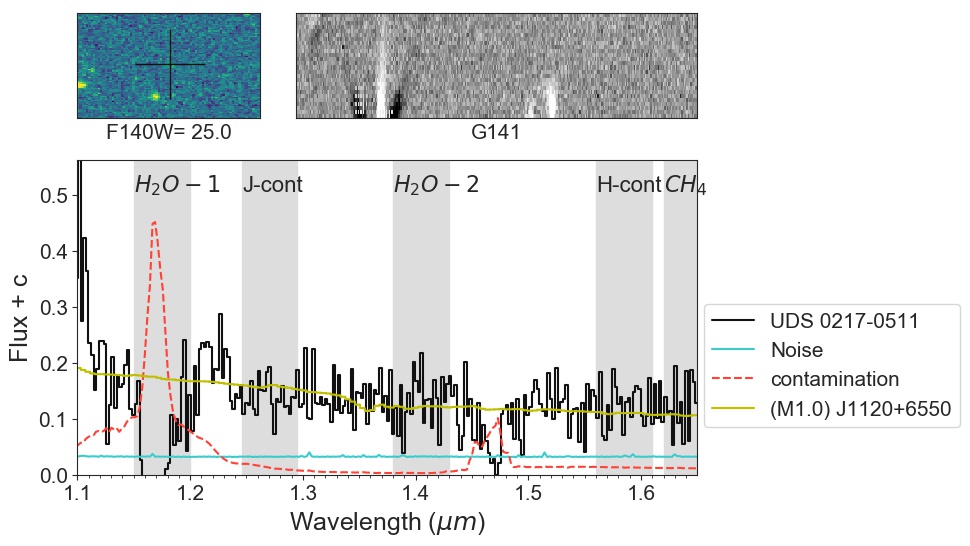 F140W= 25.0
G141
H₂O − 1
J-cont
H₂O − 2
H-cont
CH₄
0.5
0.4
0.3
0.2
0.1
0.0
Flux + c
1.1
1.2
1.3
1.4
1.5
1.6
Wavelength (μm)
UDS 0217-0511
Noise
contamination
(M1.0) J1120+6550